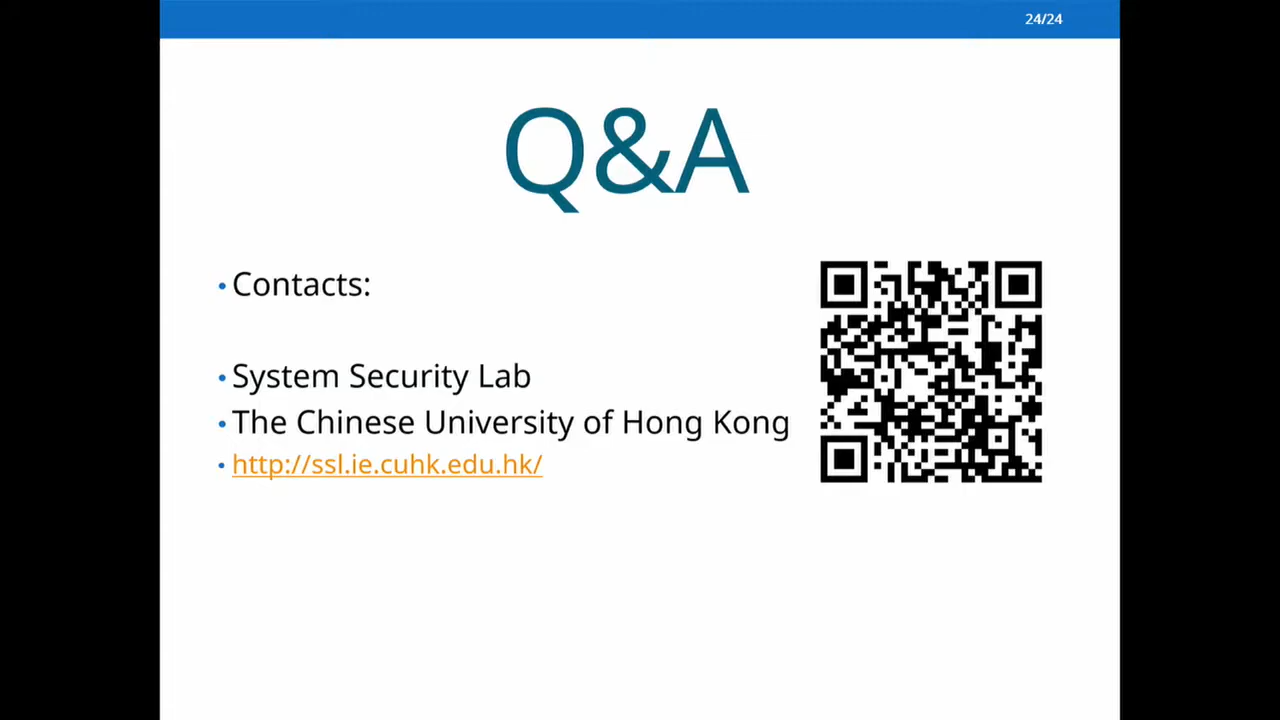 24/24
Q&A
• Contacts:
• System Security Lab
• The Chinese University of Hong Kong
• http://ssl.ie.cuhk.edu.hk/